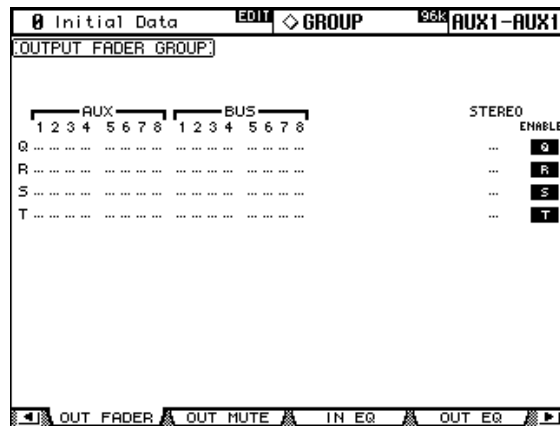 0 Initial Data EDIT ◇ GROUP 96k AUX1-AUX1
OUTPUT FADER GROUP
AUX BUS STEREO
1 2 3 4 5 6 7 8 1 2 3 4 5 6 7 8 ENABLE
Q ... ... ... ... ... ... ... ... ... ... ... ... ... ... ... ... ... Q
R ... ... ... ... ... ... ... ... ... ... ... ... ... ... ... ... ... R
S ... ... ... ... ... ... ... ... ... ... ... ... ... ... ... ... ... S
T ... ... ... ... ... ... ... ... ... ... ... ... ... ... ... ... ... T
OUT FADER OUT MUTE IN EQ OUT EQ